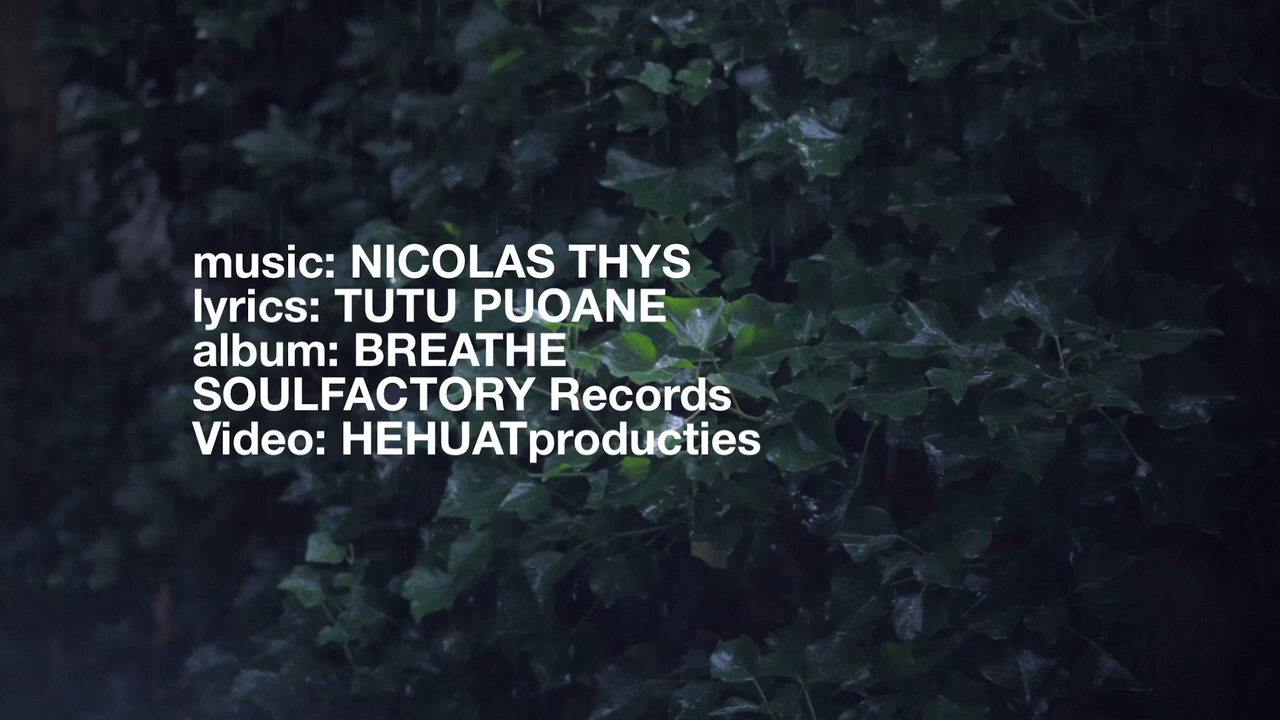 music: NICOLAS THYS
lyrics: TUTU PUOANE
album: BREATHE
SOULFACTORY Records
Video: HEHUATproducties